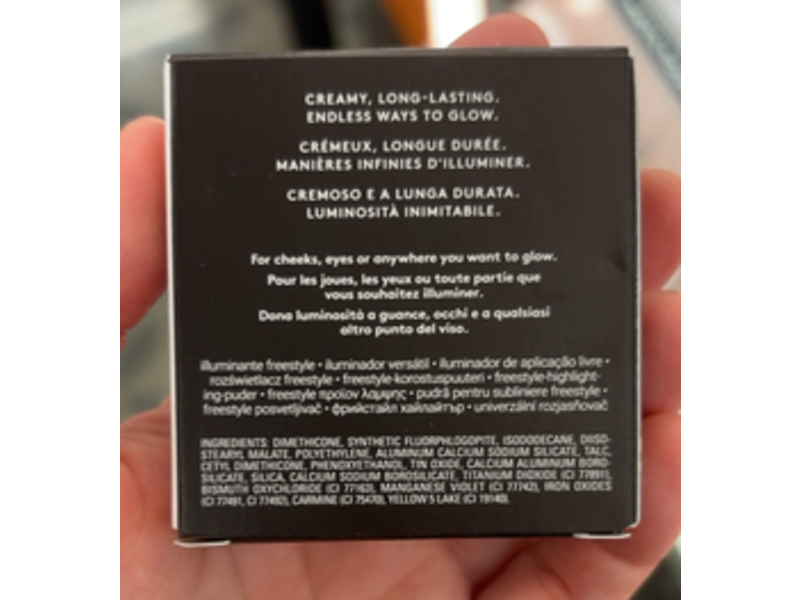 CREAMY, LONG-LASTING.
ENDLESS WAYS TO GLOW.
CRÉMEUX, LONGUE DURÉE.
MANIÈRES INFINIES D'ILLUMINER.
CREMOSO E A LUNGA DURATA.
LUMINOSITÀ INIMITABILE.
For cheeks, eyes or anywhere you want to glow.
Pour les joues, les yeux ou toute partie que
vous souhaitez illuminer.
Dona luminosità a guance, occhi e a qualsiasi
altro punto del viso.
illuminante freestyle • iluminador versátil • iluminador de aplicação livre •
rozświetlacz freestyle • freestyle-korostuspuuteri • freestyle-highlight-
ing-puder • freestyle προϊόν λάμψης • pudră pentru subliniere freestyle •
freestyle posvetljivač • фрийстайл хайлайтър • univerzální rozjasňovač
INGREDIENTS: DIMETHICONE, SYNTHETIC FLUORPHLOGOPITE, ISODODECANE, DIISO-
STEARYL MALATE, POLYETHYLENE, ALUMINUM CALCIUM SODIUM SILICATE, TALC,
CETYL DIMETHICONE, PHENOXYETHANOL, TIN OXIDE, CALCIUM ALUMINUM BORO-
SILICATE, SILICA, CALCIUM SODIUM BOROSILICATE, TITANIUM DIOXIDE (CI 77891),
BISMUTH OXYCHLORIDE (CI 77163), MANGANESE VIOLET (CI 77742), IRON OXIDES
(CI 77491, CI 77492), CARMINE (CI 75470), YELLOW 5 LAKE (CI 19140).